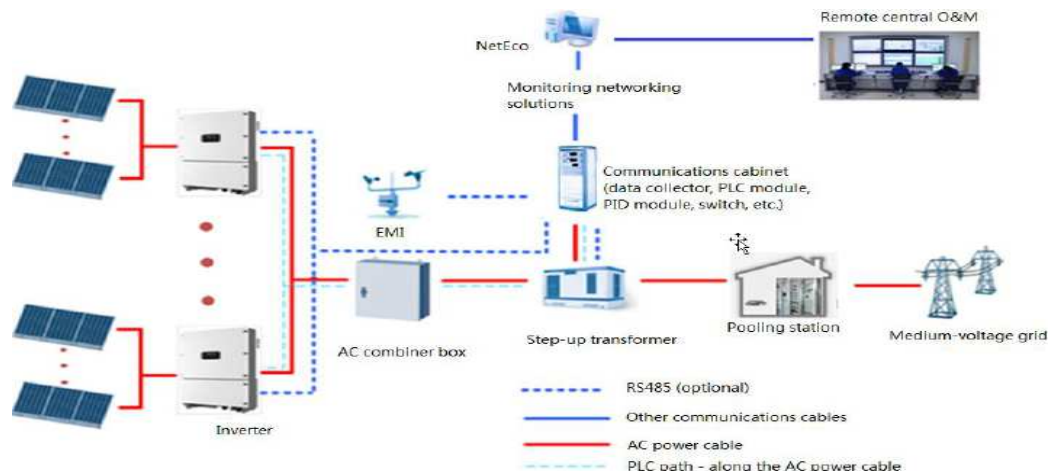 Remote central O&M
NetEco
Monitoring networking
solutions
Communications cabinet
(data collector, PLC module,
PID module, switch, etc.)
EMI
AC combiner box
Step-up transformer
Pooling station
Medium-voltage grid
Inverter
RS485 (optional)
Other communications cables
AC power cable
PLC path - along the AC power cable